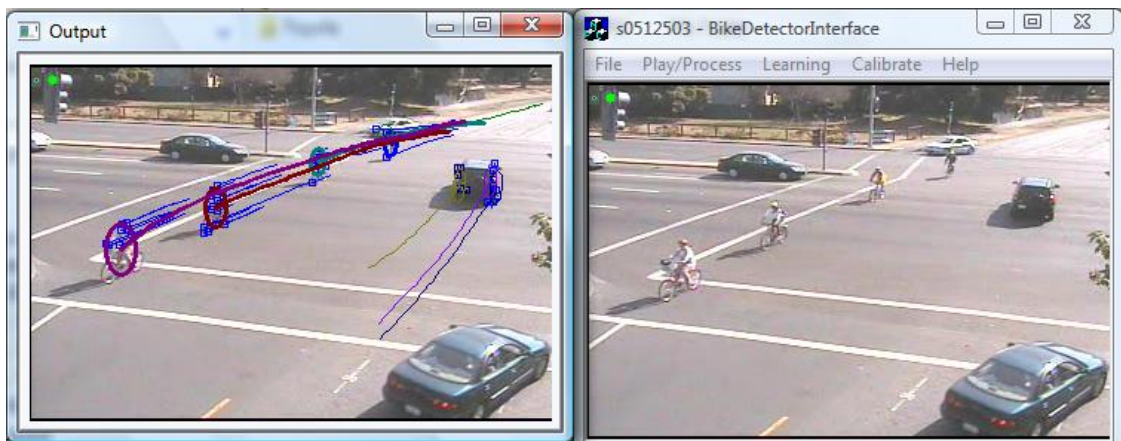 Output
s0512503 - BikeDetectorInterface
File Play/Process Learning Calibrate Help